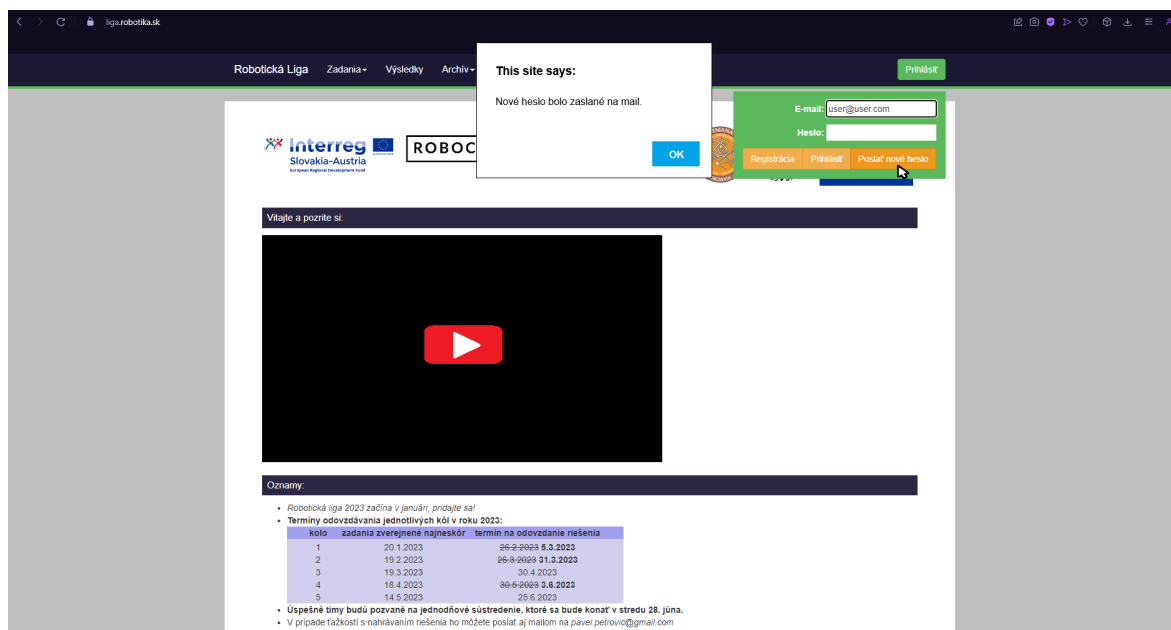 liga.robotika.sk
Robotická Liga Zadania Výsledky Archív Prihlásiť
This site says:
Nové heslo bolo zaslané na mail.
OK
E-mail: user@user.com
Heslo:
Registrácia Prihlásiť Poslať nové heslo
Interreg
Slovakia-Austria
European Regional Development Fund
ROBOC
Vitajte a pozrite si:
Oznamy:
Robotická liga 2023 začína v januári, pridajte sa!
Termíny odovzdávania jednotlivých kôl v roku 2023:
kolo zadania zverejnené najneskôr termín na odovzdanie riešenia
1 20.1.2023 26.2.2023 5.3.2023
2 19.2.2023 26.3.2023 31.3.2023
3 19.3.2023 30.4.2023
4 18.4.2023 30.5.2023 3.6.2023
5 14.5.2023 25.6.2023
Úspešné tímy budú pozvané na jednodňové sústredenie, ktoré sa bude konať v stredu 28. júna.
V prípade ťažkostí s nahrávaním riešenia ho môžete poslať aj mailom na pavel.petrovic@gmail.com